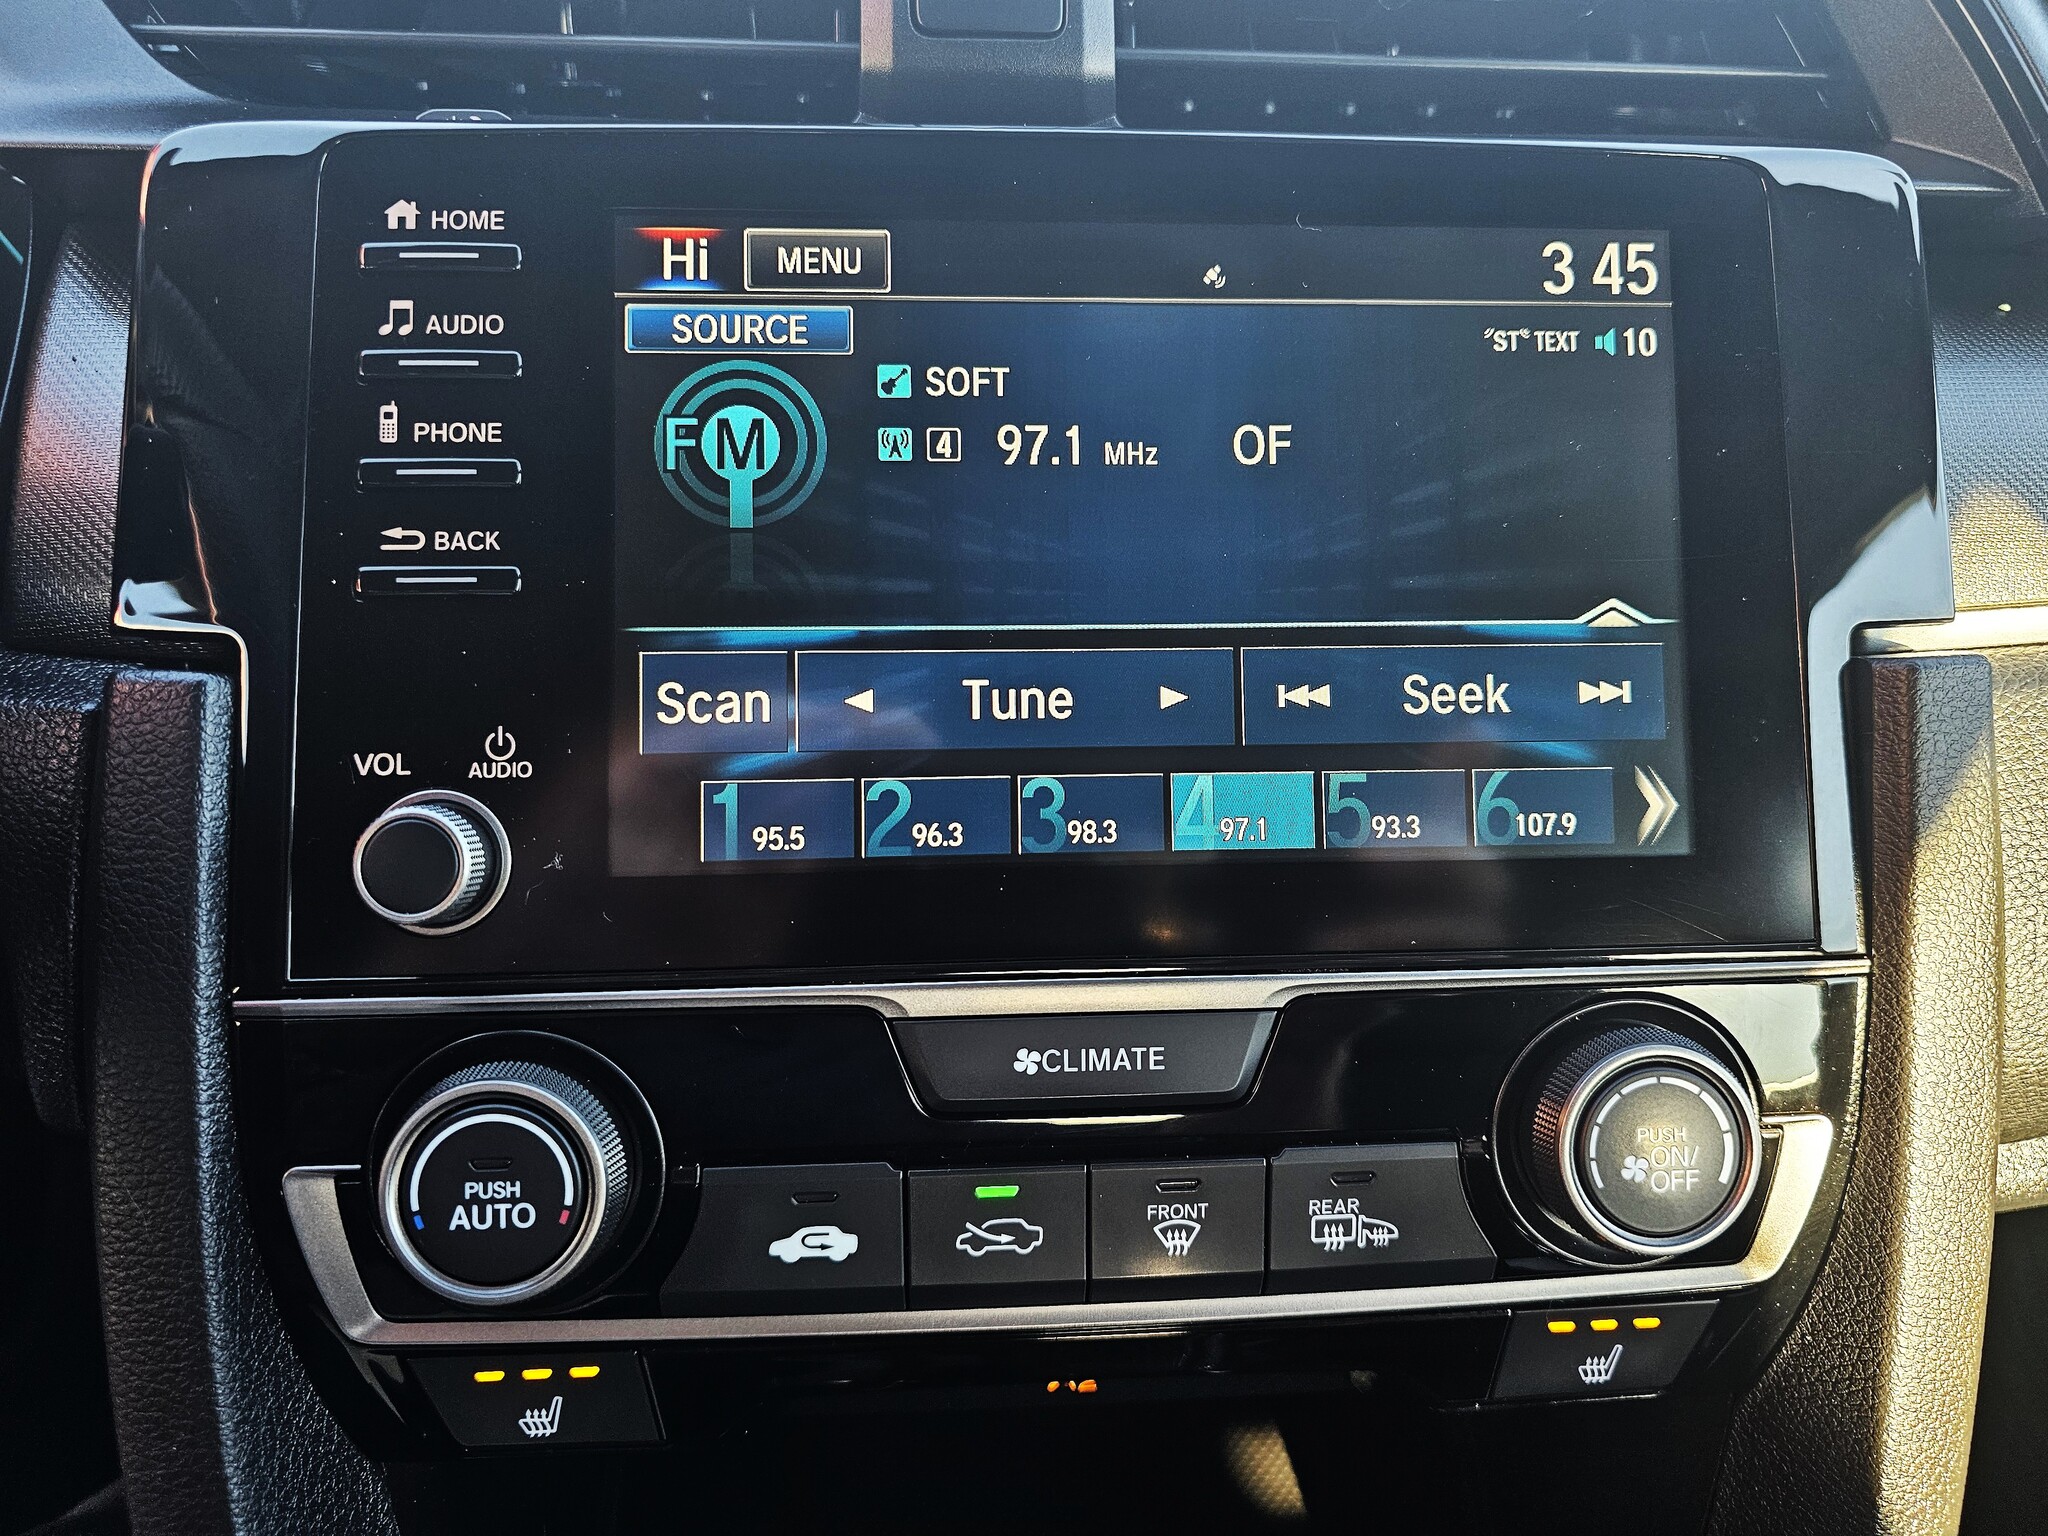 HOME
AUDIO
PHONE
BACK
VOL
AUDIO
Hi MENU 3 45
SOURCE
"ST" TEXT 10
FM
SOFT
4 97.1 MHz OF
Scan Tune Seek
1 95.5 2 96.3 3 98.3 4 97.1 5 93.3 6 107.9
CLIMATE
PUSH
AUTO
FRONT
REAR
PUSH
ON/
OFF